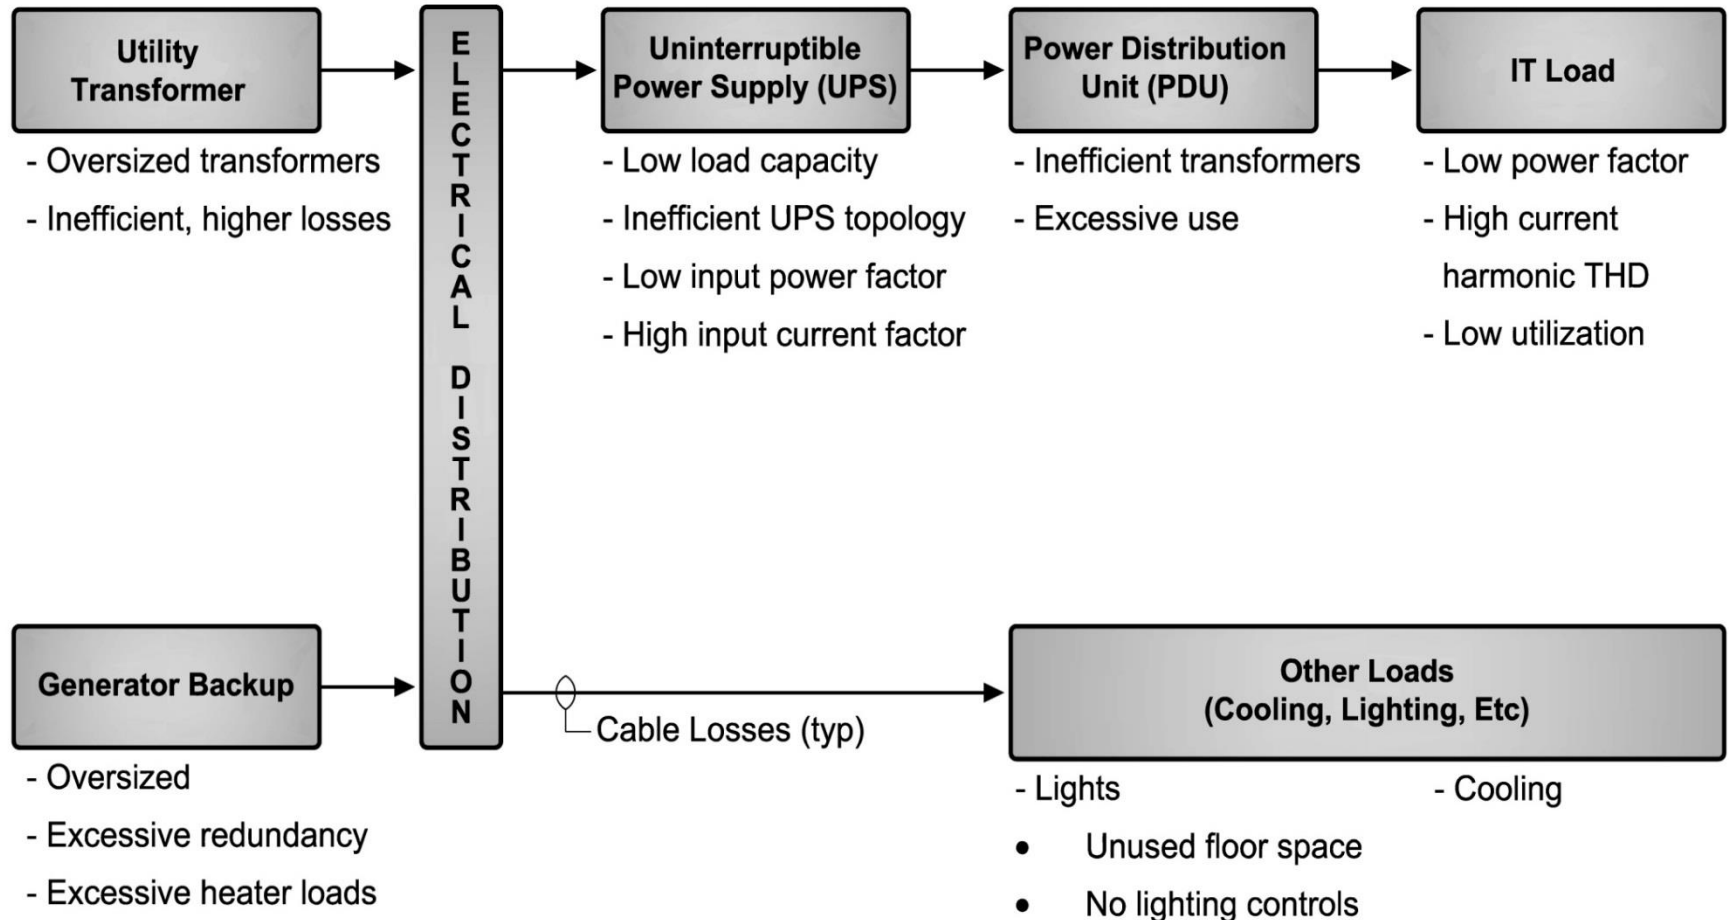 Utility
Transformer
- Oversized transformers
- Inefficient, higher losses
ELECTRICAL DISTRIBUTION
Uninterruptible
Power Supply (UPS)
- Low load capacity
- Inefficient UPS topology
- Low input power factor
- High input current factor
Power Distribution
Unit (PDU)
- Inefficient transformers
- Excessive use
IT Load
- Low power factor
- High current
harmonic THD
- Low utilization
Generator Backup
- Oversized
- Excessive redundancy
- Excessive heater loads
Cable Losses (typ)
Other Loads
(Cooling, Lighting, Etc)
- Lights
• Unused floor space
• No lighting controls
- Cooling